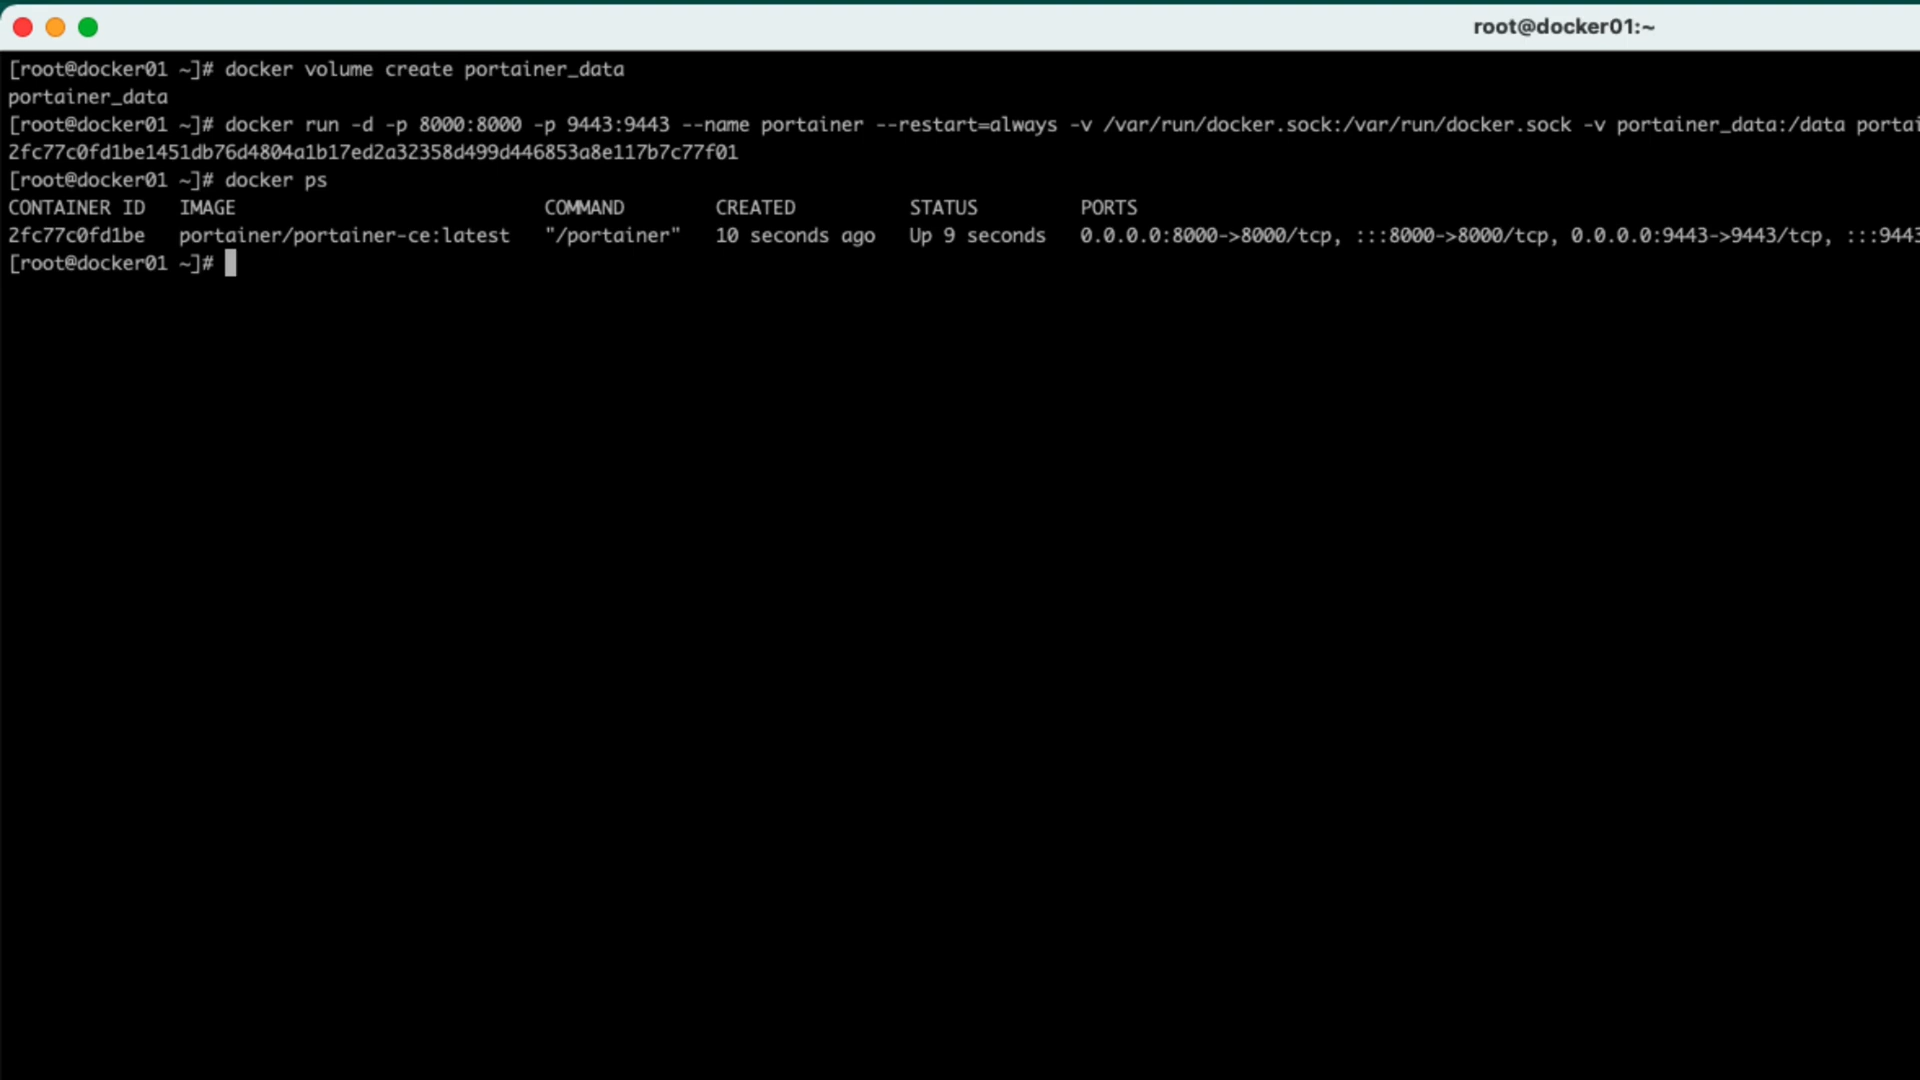 root@docker01:~
[root@docker01 ~]# docker volume create portainer_data
portainer_data
[root@docker01 ~]# docker run -d -p 8000:8000 -p 9443:9443 --name portainer --restart=always -v /var/run/docker.sock:/var/run/docker.sock -v portainer_data:/data portai
2fc77c0fd1be1451db76d4804a1b17ed2a32358d499d446853a8e117b7c77f01
[root@docker01 ~]# docker ps
CONTAINER ID IMAGE COMMAND CREATED STATUS PORTS
2fc77c0fd1be portainer/portainer-ce:latest "/portainer" 10 seconds ago Up 9 seconds 0.0.0.0:8000->8000/tcp, :::8000->8000/tcp, 0.0.0.0:9443->9443/tcp, :::9443
[root@docker01 ~]#